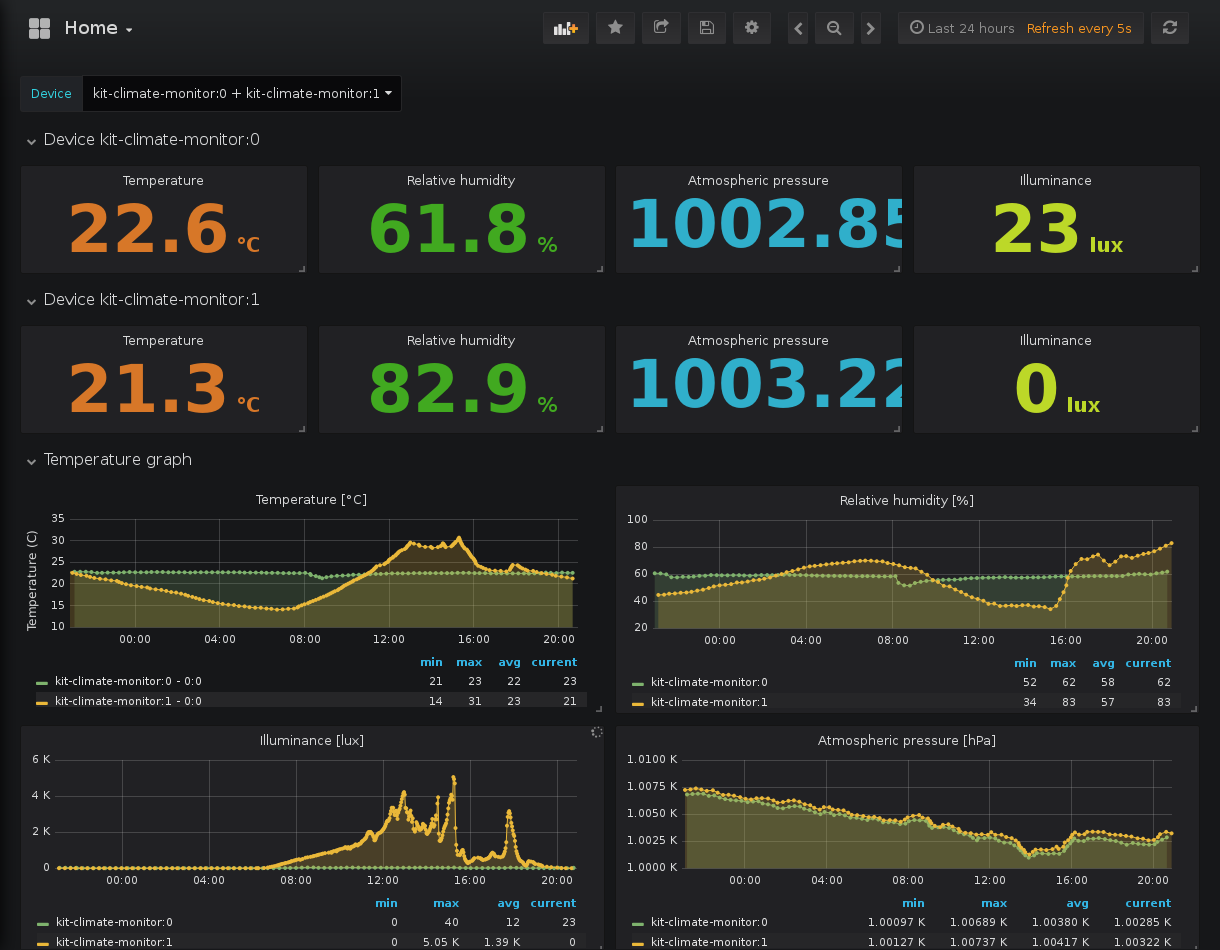 Home
Last 24 hours Refresh every 5s
Device kit-climate-monitor:0 + kit-climate-monitor:1
Device kit-climate-monitor:0
Temperature Relative humidity Atmospheric pressure Illuminance
22.6 °C 61.8 % 1002.85 23 lux
Device kit-climate-monitor:1
Temperature Relative humidity Atmospheric pressure Illuminance
21.3 °C 82.9 % 1003.22 0 lux
Temperature graph
Temperature [°C]
Temperature (C)
35
30
25
20
15
10
00:00 04:00 08:00 12:00 16:00 20:00
min max avg current
kit-climate-monitor:0 - 0:0 21 23 22 23
kit-climate-monitor:1 - 0:0 14 31 23 21
Relative humidity [%]
100
80
60
40
20
00:00 04:00 08:00 12:00 16:00 20:00
min max avg current
kit-climate-monitor:0 52 62 58 62
kit-climate-monitor:1 34 83 57 83
Illuminance [lux]
6 K
4 K
2 K
0
00:00 04:00 08:00 12:00 16:00 20:00
min max avg current
kit-climate-monitor:0 0 40 12 23
kit-climate-monitor:1 0 5.05 K 1.39 K 0
Atmospheric pressure [hPa]
1.0100 K
1.0075 K
1.0050 K
1.0025 K
1.0000 K
00:00 04:00 08:00 12:00 16:00 20:00
min max avg current
kit-climate-monitor:0 1.00097 K 1.00689 K 1.00380 K 1.00285 K
kit-climate-monitor:1 1.00127 K 1.00737 K 1.00417 K 1.00322 K